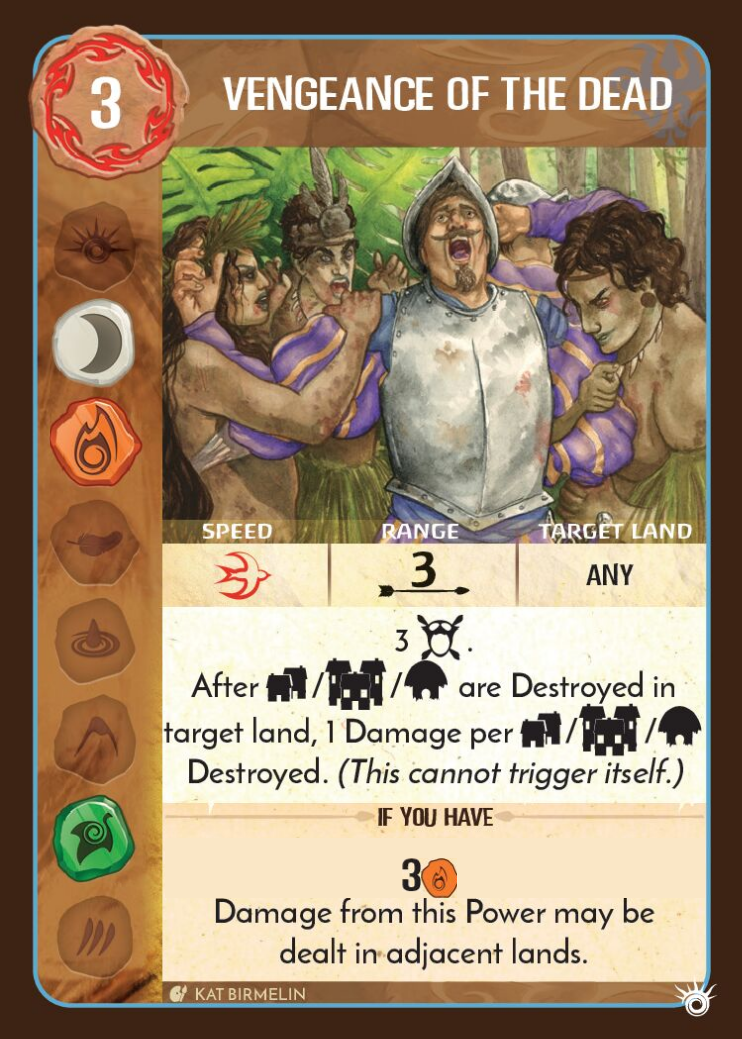 3
VENGEANCE OF THE DEAD
SPEED RANGE TARGET LAND
3 ANY
3 .
After / / are Destroyed in
target land, 1 Damage per / /
Destroyed. (This cannot trigger itself.)
IF YOU HAVE
3
Damage from this Power may be
dealt in adjacent lands.
KAT BIRMELIN